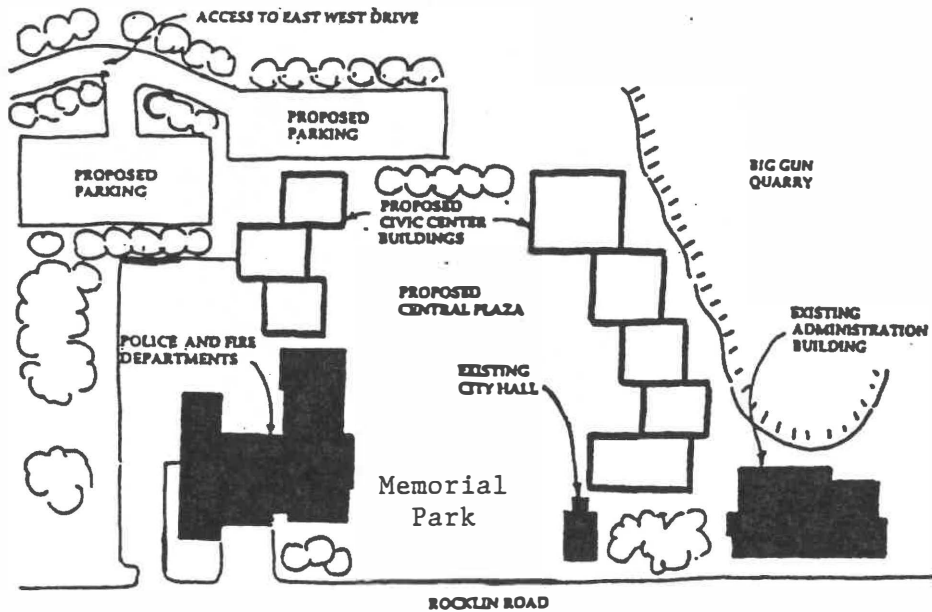 ACCESS TO EAST WEST DRIVE
PROPOSED
PARKING
PROPOSED
PARKING
BIG GUN
QUARRY
PROPOSED
CIVIC CENTER
BUILDINGS
PROPOSED
CENTRAL PLAZA
EXISTING
ADMINISTRATION
BUILDING
POLICE AND FIRE
DEPARTMENTS
EXISTING
CITY HALL
Memorial
Park
ROCKLIN ROAD